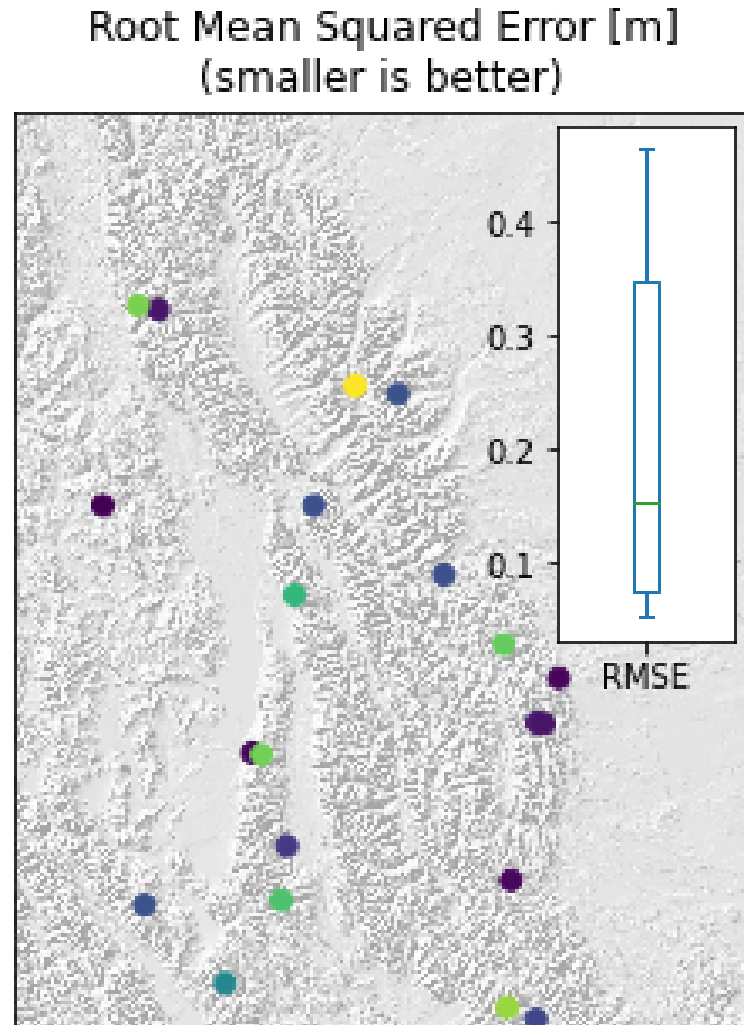 Root Mean Squared Error [m]
(smaller is better)
0.4
0.3
0.2
0.1
RMSE